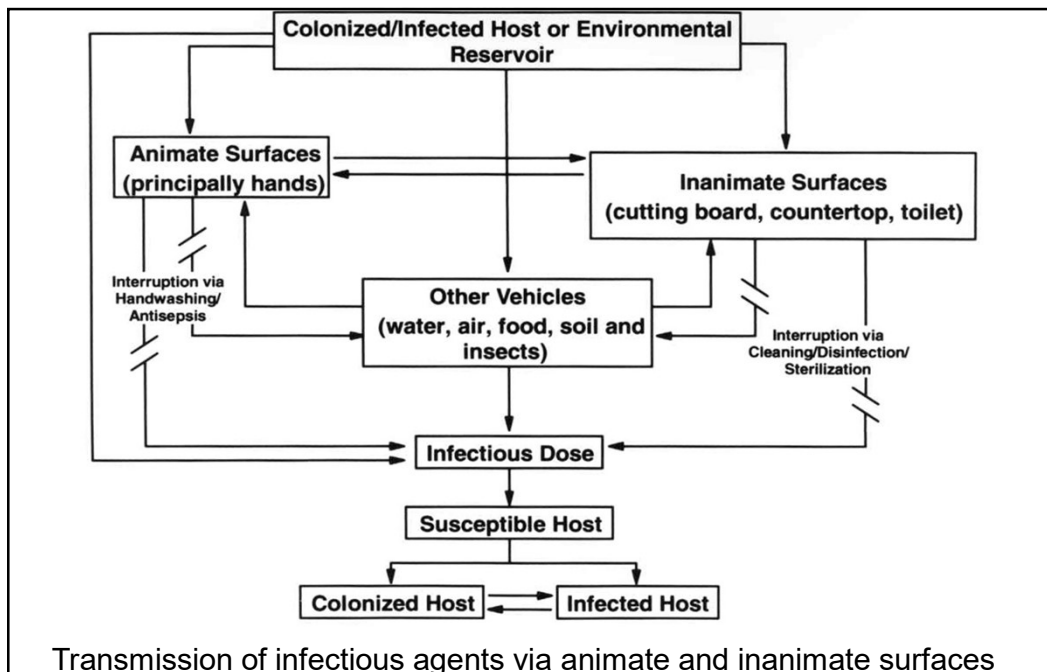 Colonized/Infected Host or Environmental
Reservoir
Animate Surfaces
(principally hands)
Inanimate Surfaces
(cutting board, countertop, toilet)
Interruption via
Handwashing/
Antisepsis
Other Vehicles
(water, air, food, soil and
insects)
Interruption via
Cleaning/Disinfection/
Sterilization
Infectious Dose
Susceptible Host
Colonized Host
Infected Host
Transmission of infectious agents via animate and inanimate surfaces